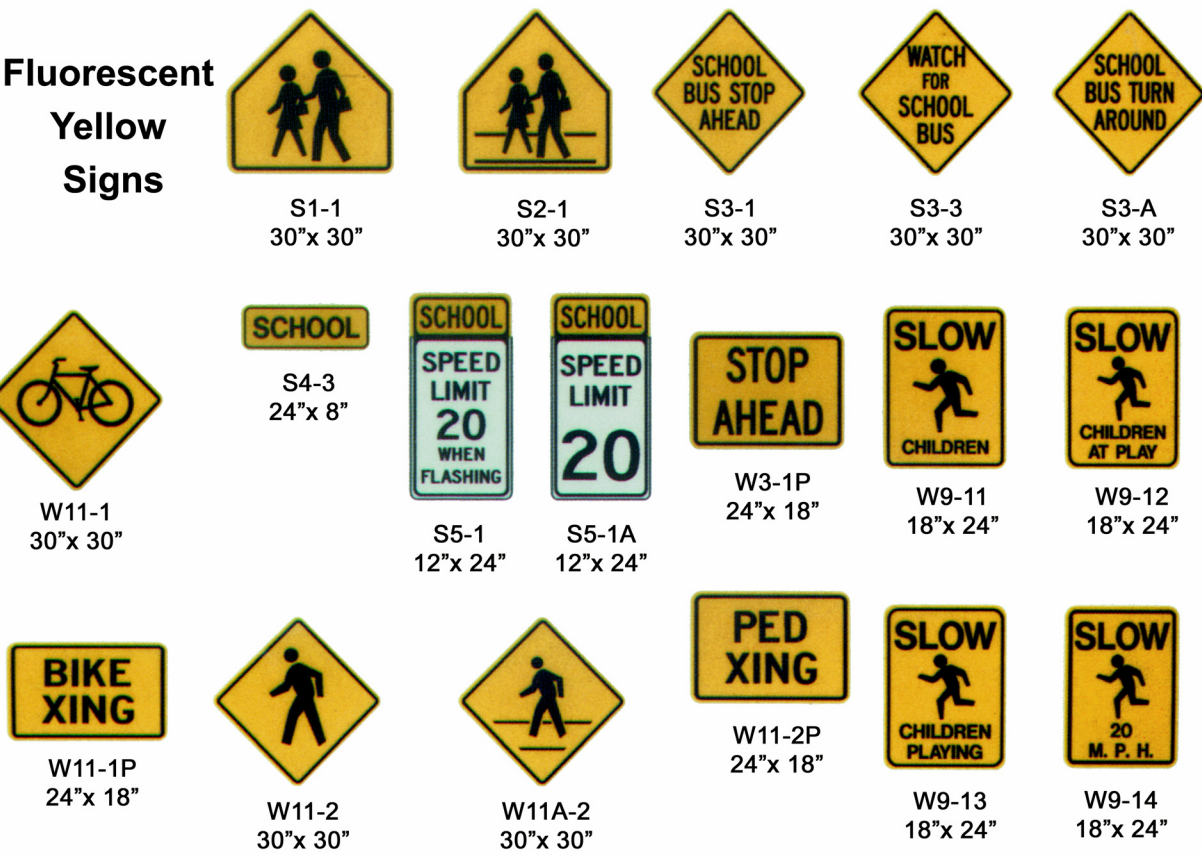 Fluorescent
Yellow
Signs
S1-1
30”x 30”
S2-1
30”x 30”
SCHOOL
BUS STOP
AHEAD
S3-1
30”x 30”
WATCH
FOR
SCHOOL
BUS
S3-3
30”x 30”
SCHOOL
BUS TURN
AROUND
S3-A
30”x 30”
W11-1
30”x 30”
SCHOOL
S4-3
24”x 8”
SCHOOL
SPEED
LIMIT
20
WHEN
FLASHING
S5-1
12”x 24”
SCHOOL
SPEED
LIMIT
20
S5-1A
12”x 24”
STOP
AHEAD
W3-1P
24”x 18”
SLOW
CHILDREN
W9-11
18”x 24”
SLOW
CHILDREN
AT PLAY
W9-12
18”x 24”
BIKE
XING
W11-1P
24”x 18”
W11-2
30”x 30”
W11A-2
30”x 30”
PED
XING
W11-2P
24”x 18”
SLOW
CHILDREN
PLAYING
W9-13
18”x 24”
SLOW
20
M. P. H.
W9-14
18”x 24”